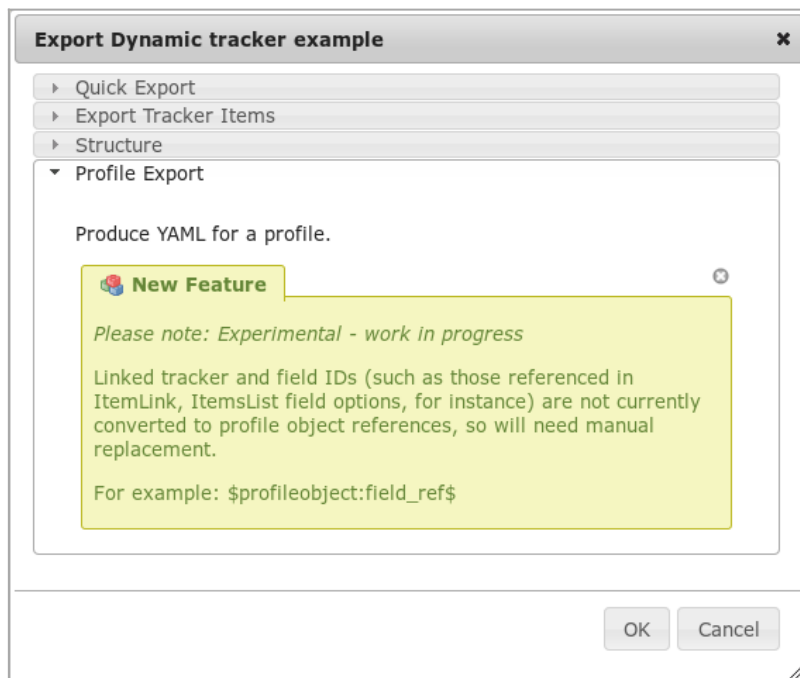 Export Dynamic tracker example
Quick Export
Export Tracker Items
Structure
Profile Export
Produce YAML for a profile.
New Feature
Please note: Experimental - work in progress
Linked tracker and field IDs (such as those referenced in
ItemLink, ItemsList field options, for instance) are not currently
converted to profile object references, so will need manual
replacement.
For example: $profileobject:field_ref$
OK
Cancel